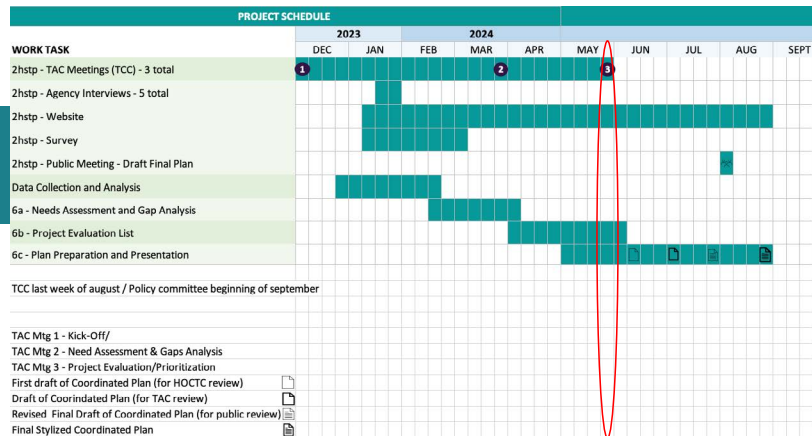 PROJECT SCHEDULE
2023 2024
WORK TASK DEC JAN FEB MAR APR MAY JUN JUL AUG SEPT
2hstp - TAC Meetings (TCC) - 3 total 1 2 3
2hstp - Agency Interviews - 5 total
2hstp - Website
2hstp - Survey
2hstp - Public Meeting - Draft Final Plan
Data Collection and Analysis
6a - Needs Assessment and Gap Analysis
6b - Project Evaluation List
6c - Plan Preparation and Presentation
TCC last week of august / Policy committee beginning of september
TAC Mtg 1 - Kick-Off/
TAC Mtg 2 - Need Assessment & Gaps Analysis
TAC Mtg 3 - Project Evaluation/Prioritization
First draft of Coordinated Plan (for HOCTC review)
Draft of Coorindated Plan (for TAC review)
Revised Final Draft of Coordinated Plan (for public review)
Final Stylized Coordinated Plan